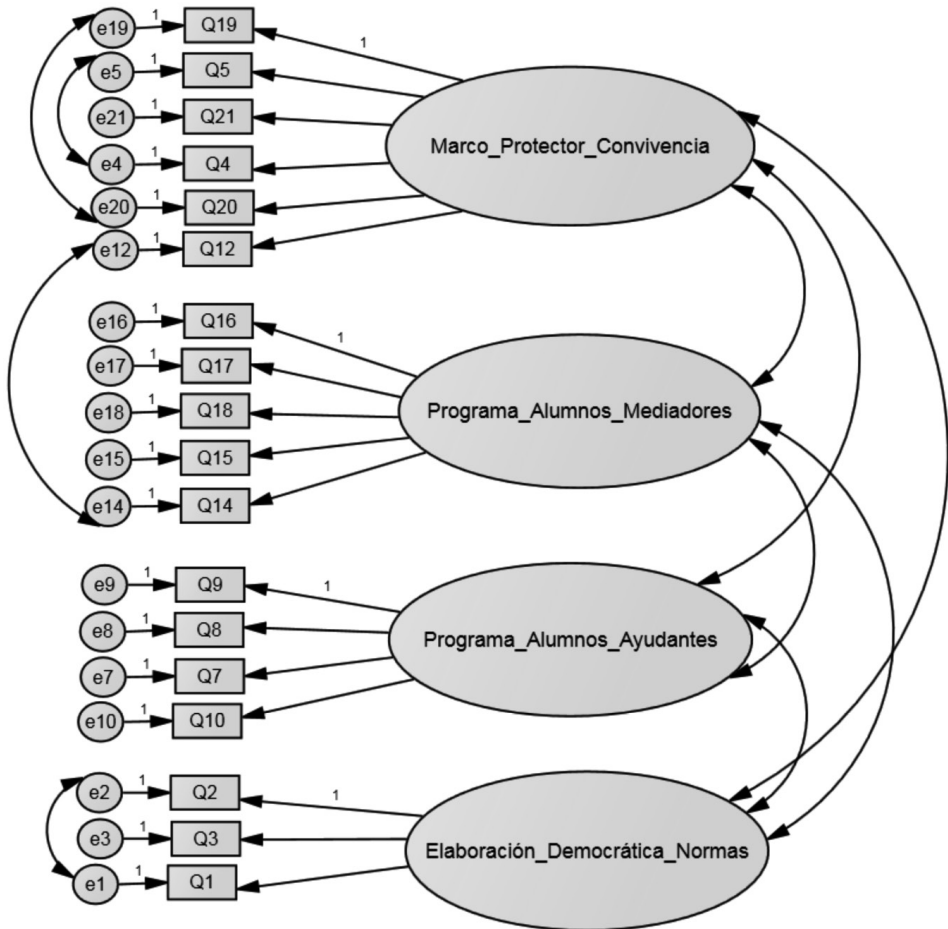 e19 1 Q19 1
e5 1 Q5
e21 1 Q21
Marco_Protector_Convivencia
e4 1 Q4
e20 1 Q20
e12 1 Q12
e16 1 Q16 1
e17 1 Q17
e18 1 Q18
Programa_Alumnos_Mediadores
e15 1 Q15
e14 1 Q14
e9 1 Q9 1
e8 1 Q8
Programa_Alumnos_Ayudantes
e7 1 Q7
e10 1 Q10
e2 1 Q2 1
e3 1 Q3
Elaboración_Democrática_Normas
e1 1 Q1